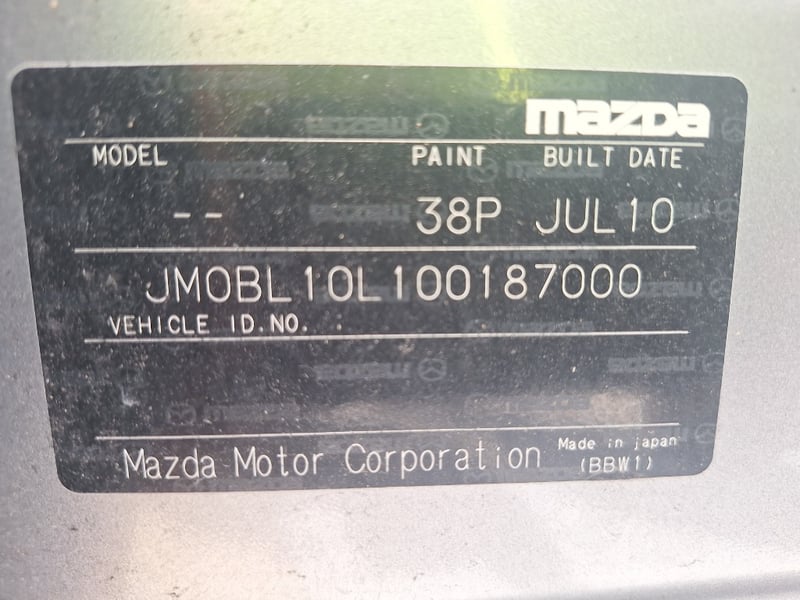 mazda
MODEL PAINT BUILT DATE
-- 38P JUL10
JM0BL10L100187000
VEHICLE ID.NO.
Mazda Motor Corporation Made in japan
(BBW1)